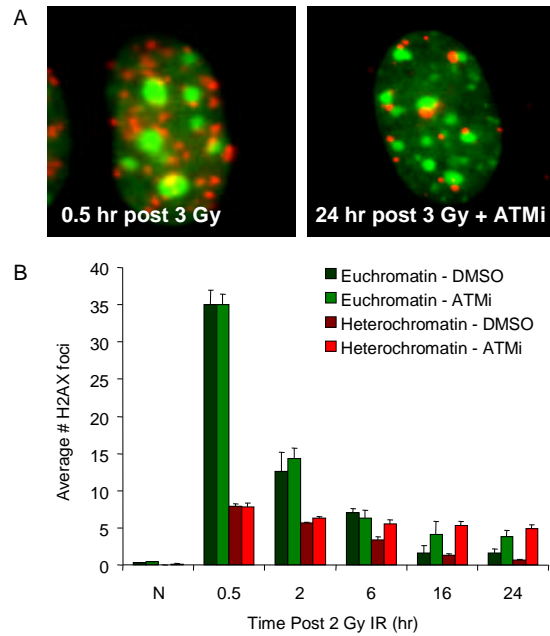 A
0.5 hr post 3 Gy
24 hr post 3 Gy + ATMi
B
Average # H2AX foci
40
35
30
25
20
15
10
5
0
Euchromatin - DMSO
Euchromatin - ATMi
Heterochromatin - DMSO
Heterochromatin - ATMi
N 0.5 2 6 16 24
Time Post 2 Gy IR (hr)